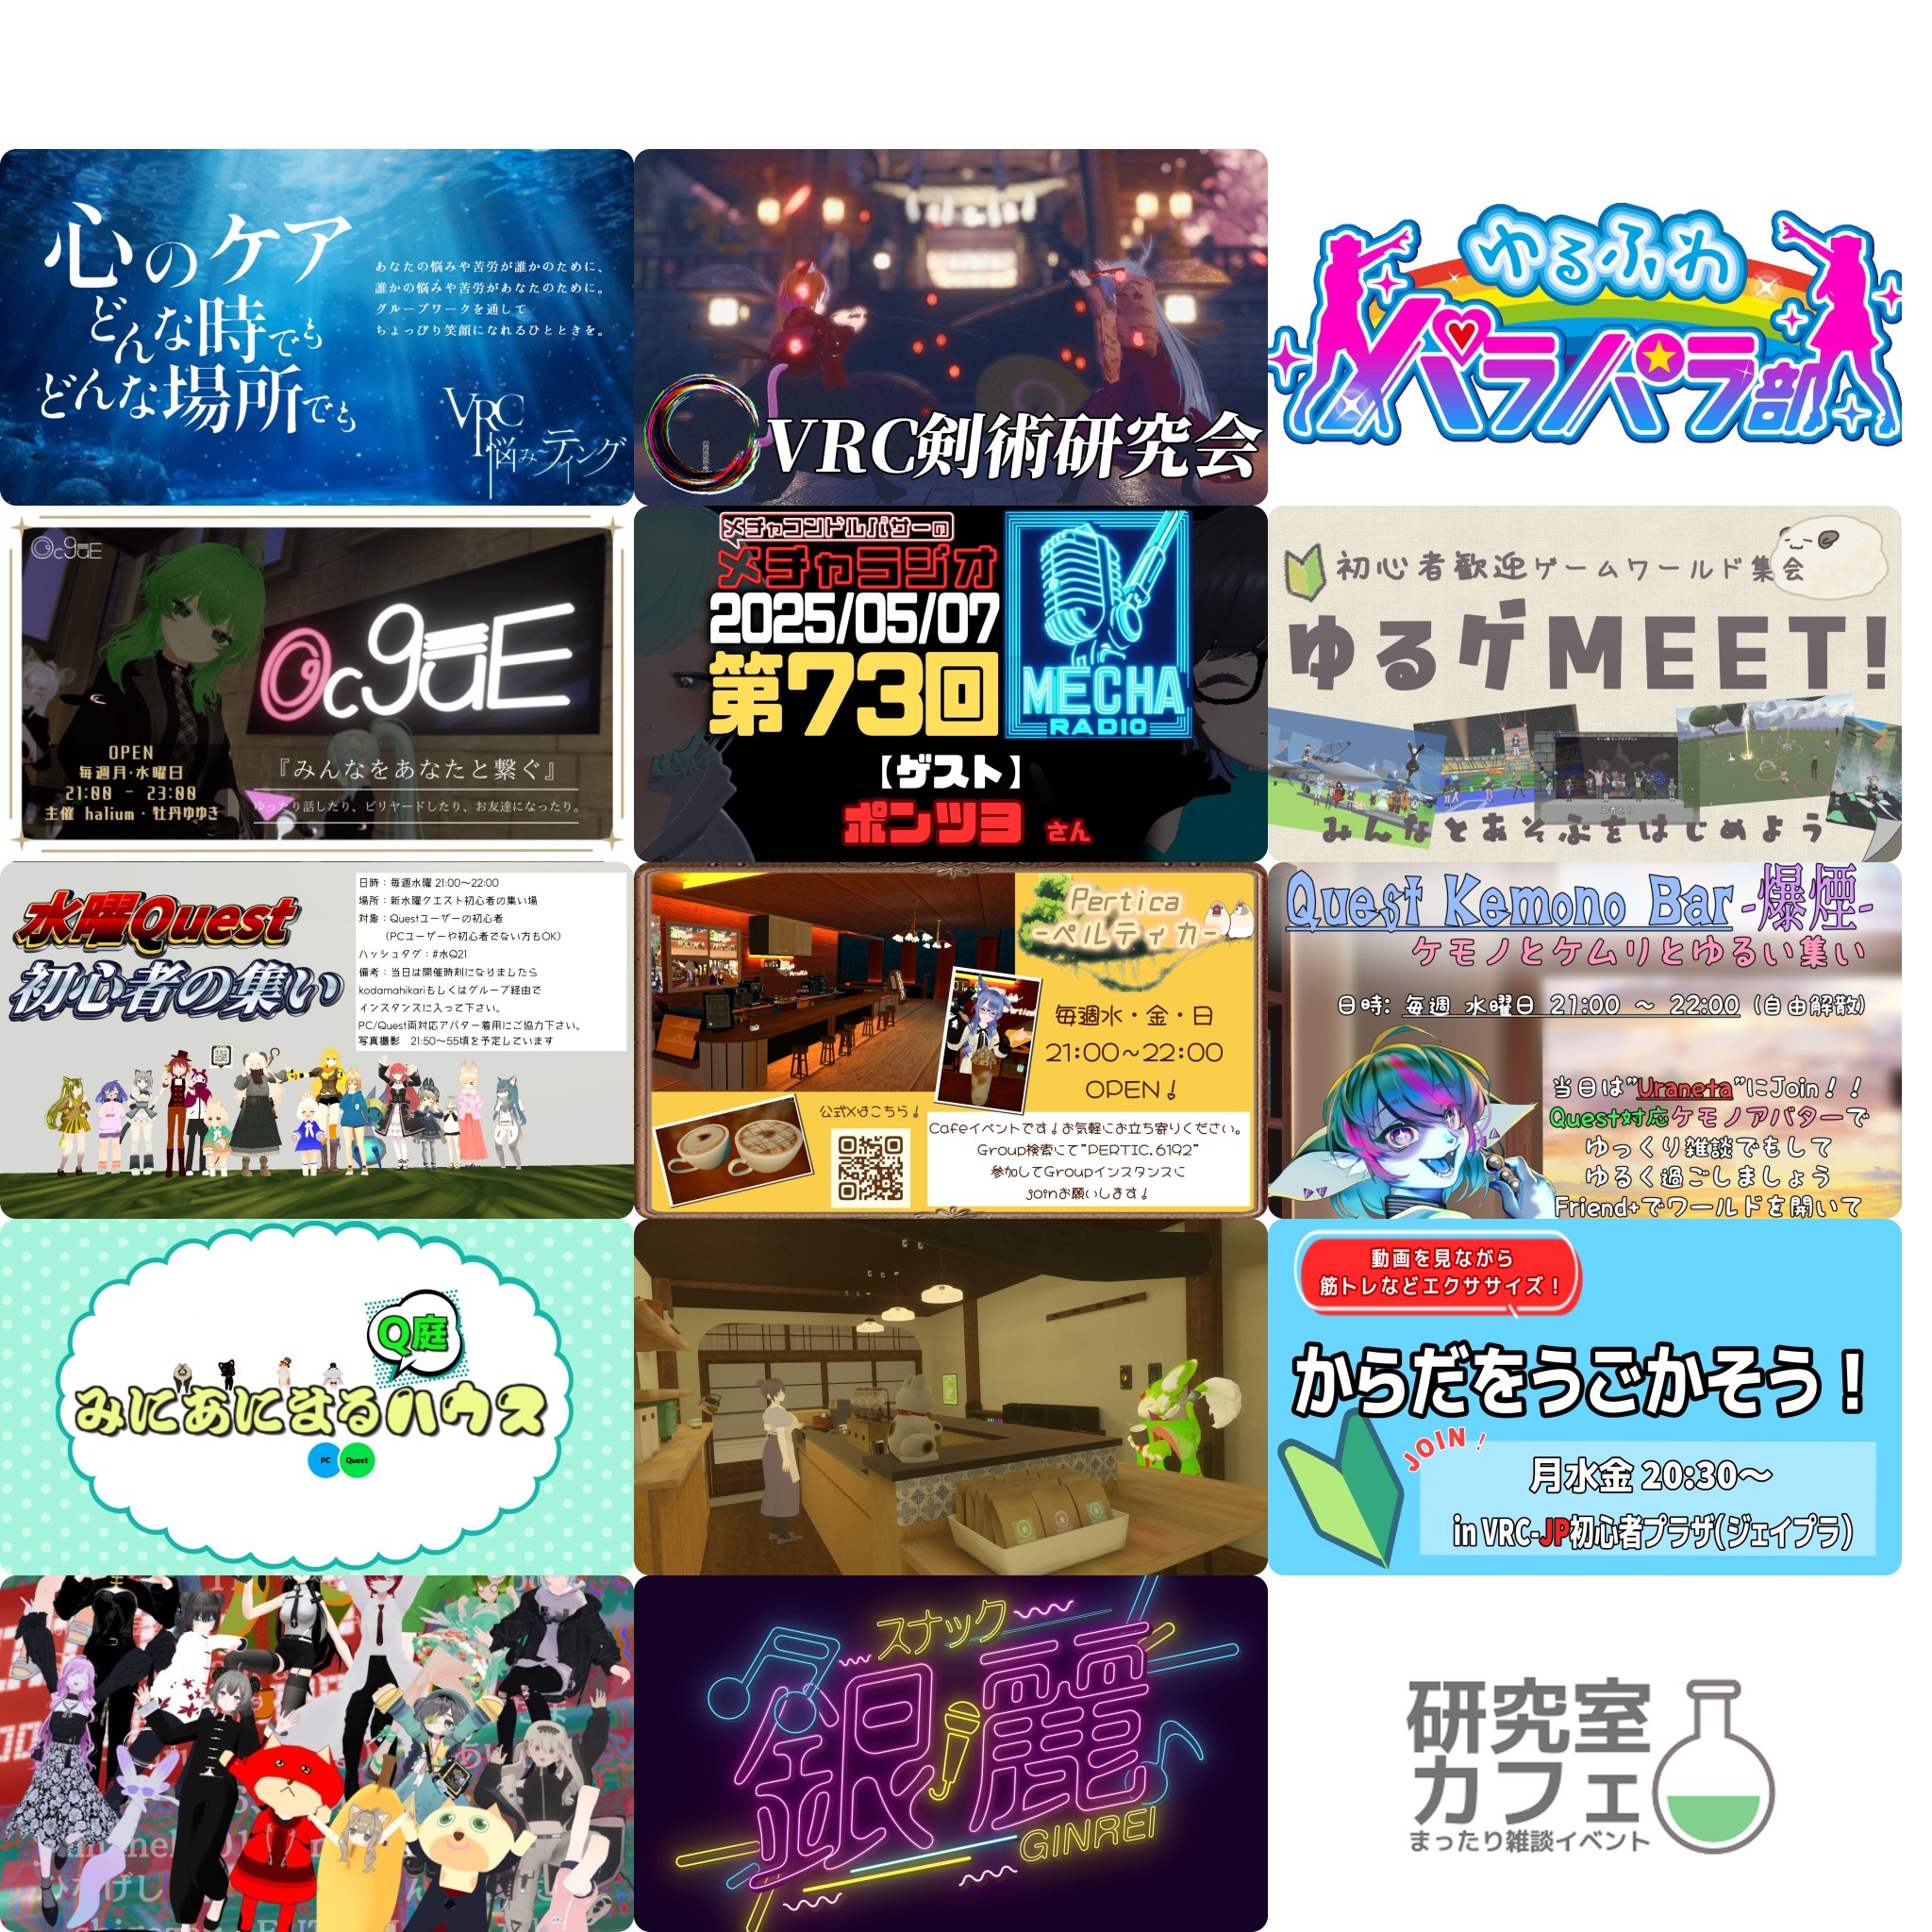 心のケア
どんな時でも
どんな場所でも
あなたの悩みや苦労が誰かのために、
誰かの悩みや苦労があなたのために。
グループワークを通して
ちょっぴり笑顔になれるひとときを。
VRC
悩み〜ティング
VRC剣術研究会
ゆるふわ
パラパラ部
OcguE
OcguE
OPEN
毎週月・水曜日
21:00 - 23:00
主催 halium・牡丹ゆゆき
『みんなをあなたと繋ぐ』
ゆったり話したり、ビリヤードしたり、お友達になったり。
メチャコンドルパサーの
メチャラジオ
2025/05/07
第73回
MECHA
RADIO
【ゲスト】
ポンツヨ さん
初心者歓迎ゲームワールド集会
ゆるゲMEET!
みんなとあそぶをはじめよう
水曜Quest
初心者の集い
日時：毎週水曜 21:00〜22:00
場所：新水曜クエスト初心者の集い場
対象：Questユーザーの初心者
（PCユーザーや初心者でない方もOK）
ハッシュタグ：#水Q21
備考：当日は開催時刻になりましたら
kodamahikariもしくはグループ経由で
インスタンスに入って下さい。
PC/Quest両対応アバター着用にご協力下さい。
写真撮影　21:50〜55頃を予定しています
Pertica
-ペルティカ-
毎週水・金・日
21:00〜22:00
OPEN！
公式Xはこちら！
Cafeイベントです！お気軽にお立ち寄りください。
Group検索にて"PERTIC.6192"
参加してGroupインスタンスに
joinお願いします！
Quest Kemono Bar-爆煙-
ケモノとケムリとゆるい集い
日時: 毎週 水曜日 21:00 〜 22:00 (自由解散)
当日は"Uraneta"にJoin！！
Quest対応ケモノアバターで
ゆっくり雑談でもして
ゆるく過ごしましょう
Friend+でワールドを開いて
Q庭
みにあにまるハウス
PC Quest
動画を見ながら
筋トレなどエクササイズ！
からだをうごかそう！
JOIN！
月水金 20:30〜
in VRC-JP初心者プラザ(ジェイプラ)
スナック
銀麗
GINREI
研究室
カフェ
まったり雑談イベント